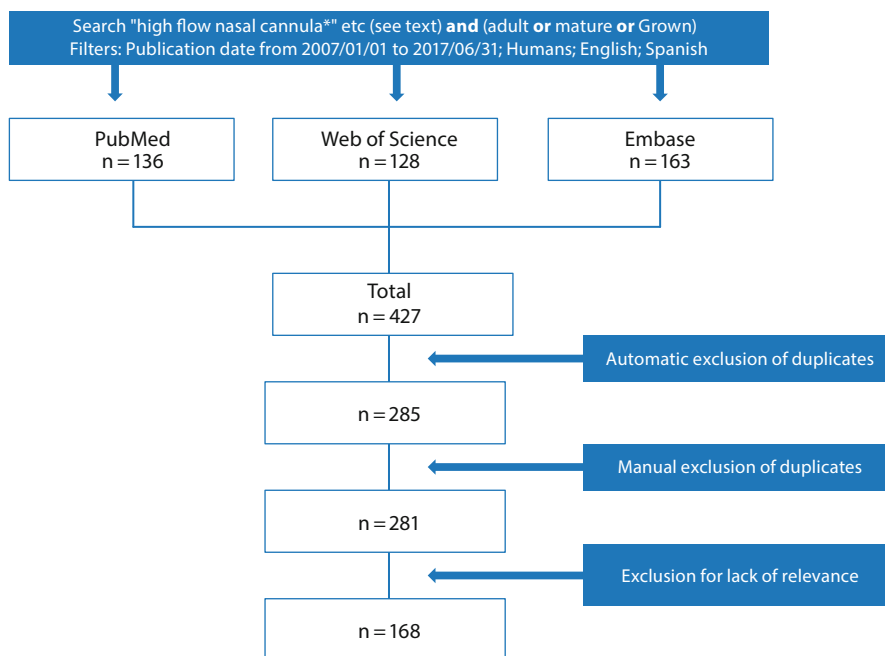 Search "high flow nasal cannula*" etc (see text) and (adult or mature or Grown)
Filters: Publication date from 2007/01/01 to 2017/06/31; Humans; English; Spanish
PubMed
n = 136
Web of Science
n = 128
Embase
n = 163
Total
n = 427
Automatic exclusion of duplicates
n = 285
Manual exclusion of duplicates
n = 281
Exclusion for lack of relevance
n = 168